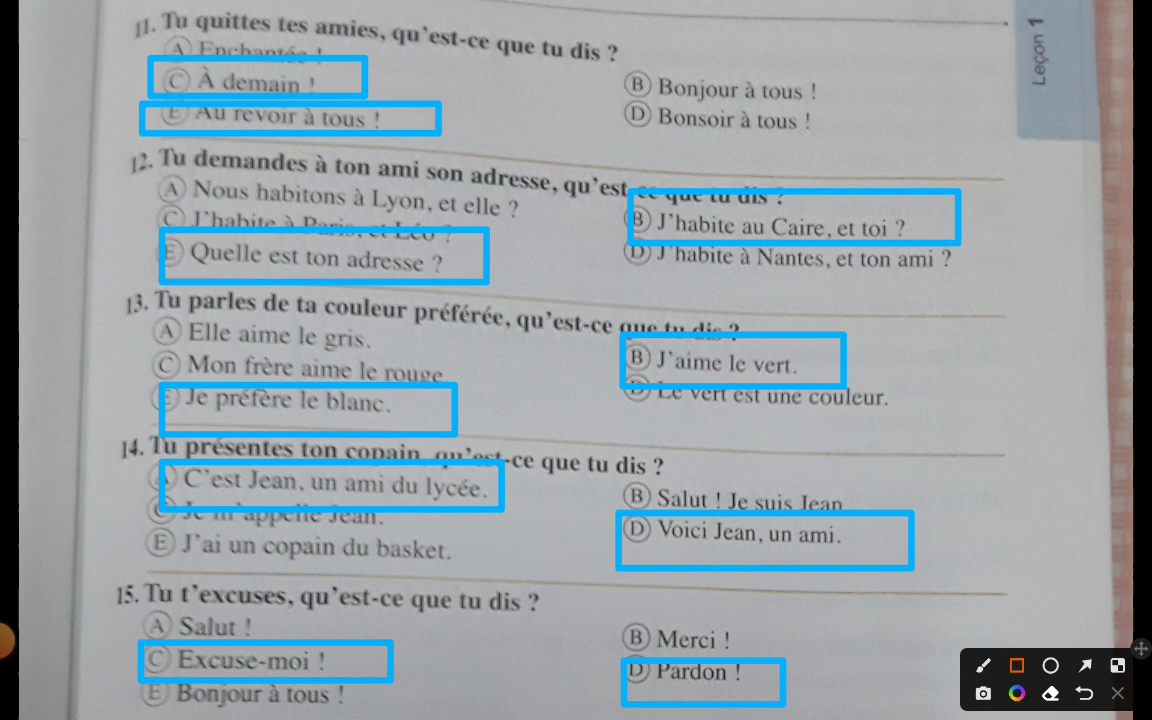 Leçon 1
11. Tu quittes tes amies, qu'est-ce que tu dis ?
Ⓐ Enchantée !
Ⓑ Bonjour à tous !
Ⓒ À demain !
Ⓓ Bonsoir à tous !
Ⓔ Au revoir à tous !
12. Tu demandes à ton ami son adresse, qu'est-ce que tu dis ?
Ⓐ Nous habitons à Lyon, et elle ?
Ⓑ J'habite au Caire, et toi ?
Ⓒ J'habite à Paris, et Léo ?
Ⓓ J'habite à Nantes, et ton ami ?
Ⓔ Quelle est ton adresse ?
13. Tu parles de ta couleur préférée, qu'est-ce que tu dis ?
Ⓐ Elle aime le gris.
Ⓑ J'aime le vert.
Ⓒ Mon frère aime le rouge
Ⓓ Le vert est une couleur.
Ⓔ Je préfère le blanc.
14. Tu présentes ton copain, qu'est-ce que tu dis ?
Ⓐ C'est Jean, un ami du lycée.
Ⓑ Salut ! Je suis Jean
Ⓒ Je m'appelle Jean.
Ⓓ Voici Jean, un ami.
Ⓔ J'ai un copain du basket.
15. Tu t'excuses, qu'est-ce que tu dis ?
Ⓐ Salut !
Ⓑ Merci !
Ⓒ Excuse-moi !
Ⓓ Pardon !
Ⓔ Bonjour à tous !